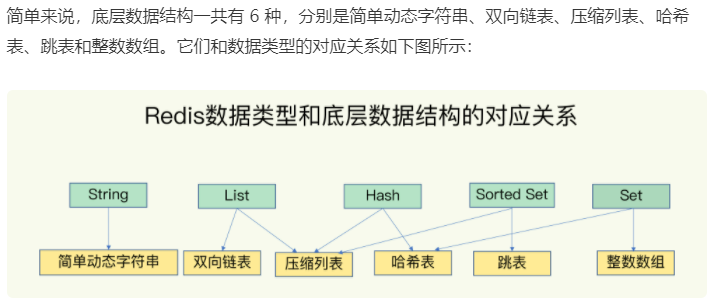 简单来说，底层数据结构一共有 6 种，分别是简单动态字符串、双向链表、压缩列表、哈希
表、跳表和整数数组。它们和数据类型的对应关系如下图所示：
Redis数据类型和底层数据结构的对应关系
String List Hash Sorted Set Set
简单动态字符串 双向链表 压缩列表 哈希表 跳表 整数数组